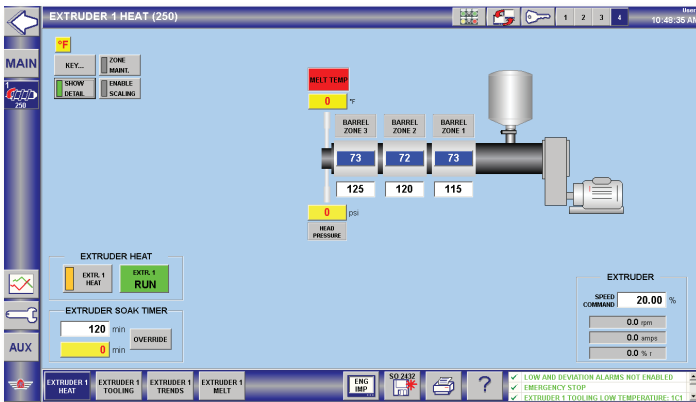 EXTRUDER 1 HEAT (250)
1 2 3 4
User
10:48:35 AM
MAIN
1
250
AUX
°F
KEY...
ZONE
MAINT.
SHOW
DETAIL
ENABLE
SCALING
MELT TEMP
0 °F
BARREL
ZONE 3
BARREL
ZONE 2
BARREL
ZONE 1
73 72 73
125 120 115
0 psi
HEAD
PRESSURE
EXTRUDER HEAT
EXTR. 1
HEAT
EXTR. 1
RUN
EXTRUDER SOAK TIMER
120 min
0 min
OVERRIDE
EXTRUDER
SPEED
COMMAND
20.00 %
0.0 rpm
0.0 amps
0.0 % r
EXTRUDER 1
HEAT
EXTRUDER 1
TOOLING
EXTRUDER 1
TRENDS
EXTRUDER 1
MELT
ENG
IMP
SO 2432
?
LOW AND DEVIATION ALARMS NOT ENABLED
EMERGENCY STOP
EXTRUDER 1 TOOLING LOW TEMPERATURE: 1C1